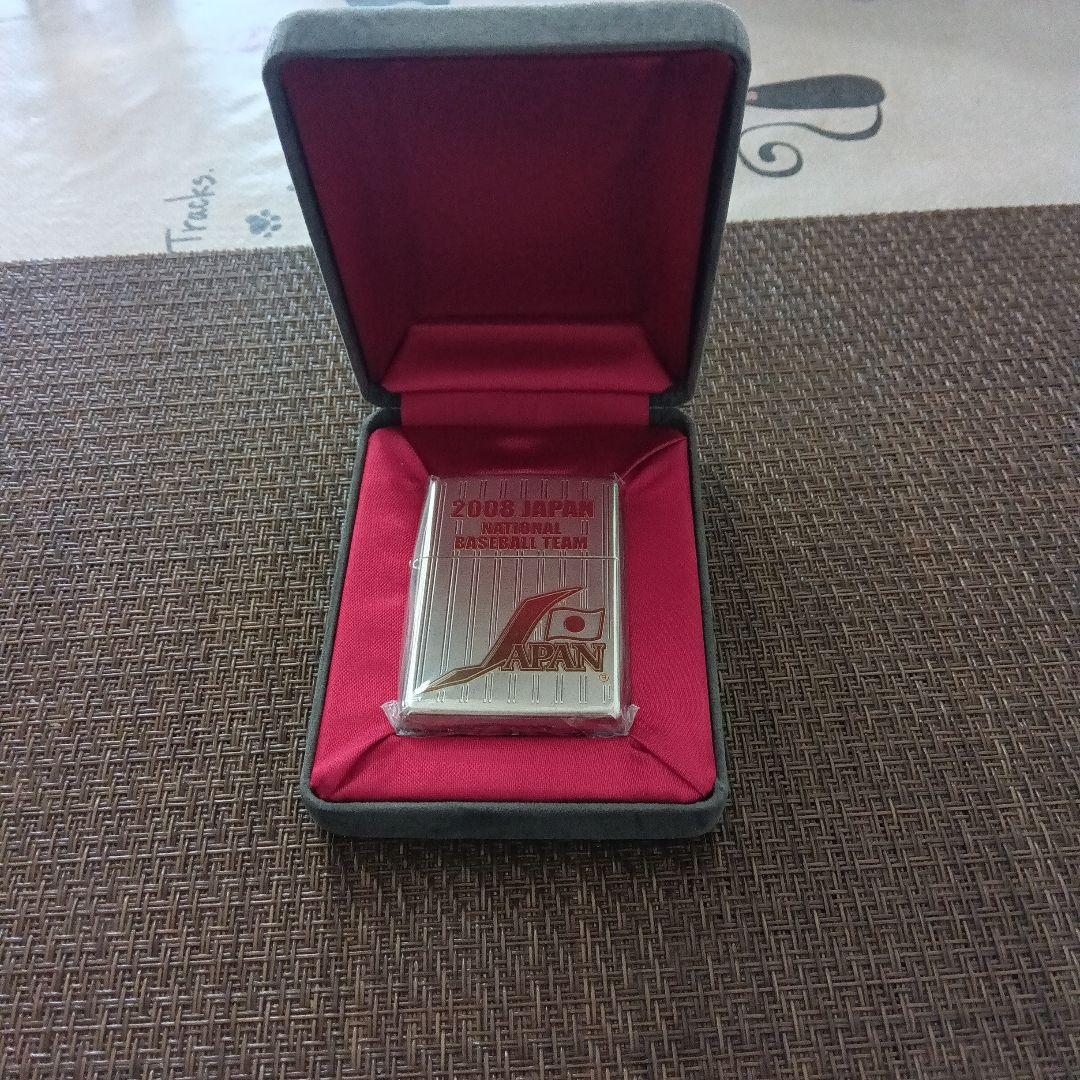 Tracks.
2008 JAPAN
NATIONAL
BASEBALL TEAM
JAPAN
®